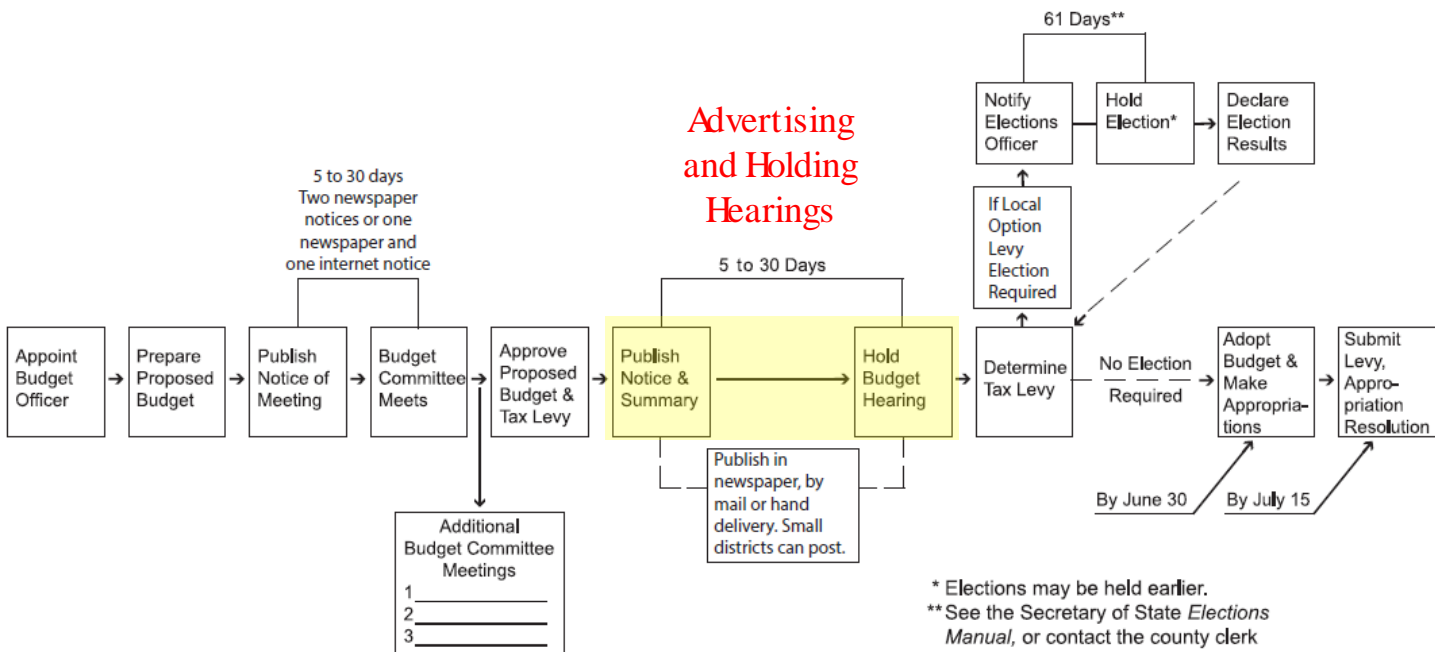 61 Days**
Notify
Elections
Officer
Hold
Election*
Declare
Election
Results
Advertising
and Holding
Hearings
5 to 30 days
Two newspaper
notices or one
newspaper and
one internet notice
If Local
Option
Levy
Election
Required
5 to 30 Days
Appoint
Budget
Officer
Prepare
Proposed
Budget
Publish
Notice of
Meeting
Budget
Committee
Meets
Approve
Proposed
Budget &
Tax Levy
Publish
Notice &
Summary
Hold
Budget
Hearing
Determine
Tax Levy
No Election
Required
Adopt
Budget &
Make
Appropria-
tions
Submit
Levy,
Appro-
priation
Resolution
Publish in
newspaper, by
mail or hand
delivery. Small
districts can post.
By June 30
By July 15
Additional
Budget Committee
Meetings
1
2
3
* Elections may be held earlier.
** See the Secretary of State Elections
Manual, or contact the county clerk